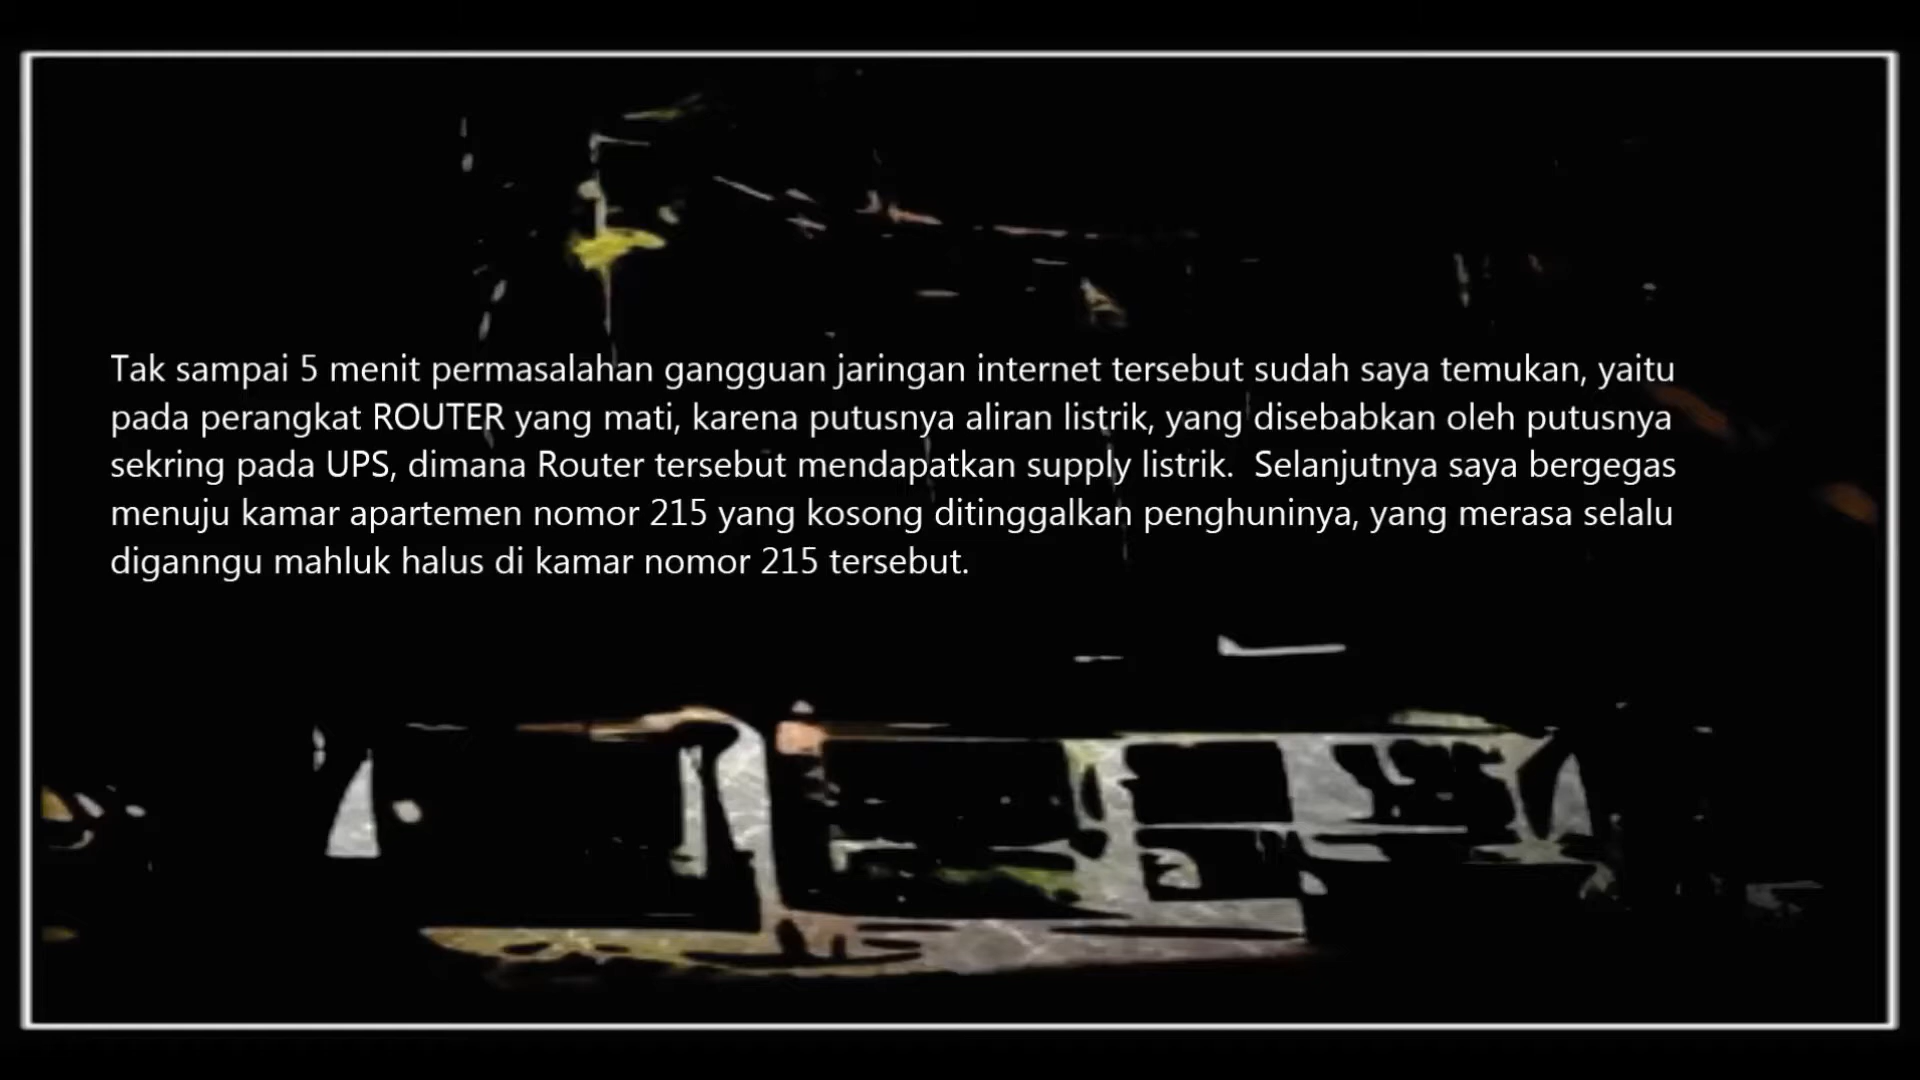 Tak sampai 5 menit permasalahan gangguan jaringan internet tersebut sudah saya temukan, yaitu
pada perangkat ROUTER yang mati, karena putusnya aliran listrik, yang disebabkan oleh putusnya
sekring pada UPS, dimana Router tersebut mendapatkan supply listrik.  Selanjutnya saya bergegas
menuju kamar apartemen nomor 215 yang kosong ditinggalkan penghuninya, yang merasa selalu
diganngu mahluk halus di kamar nomor 215 tersebut.